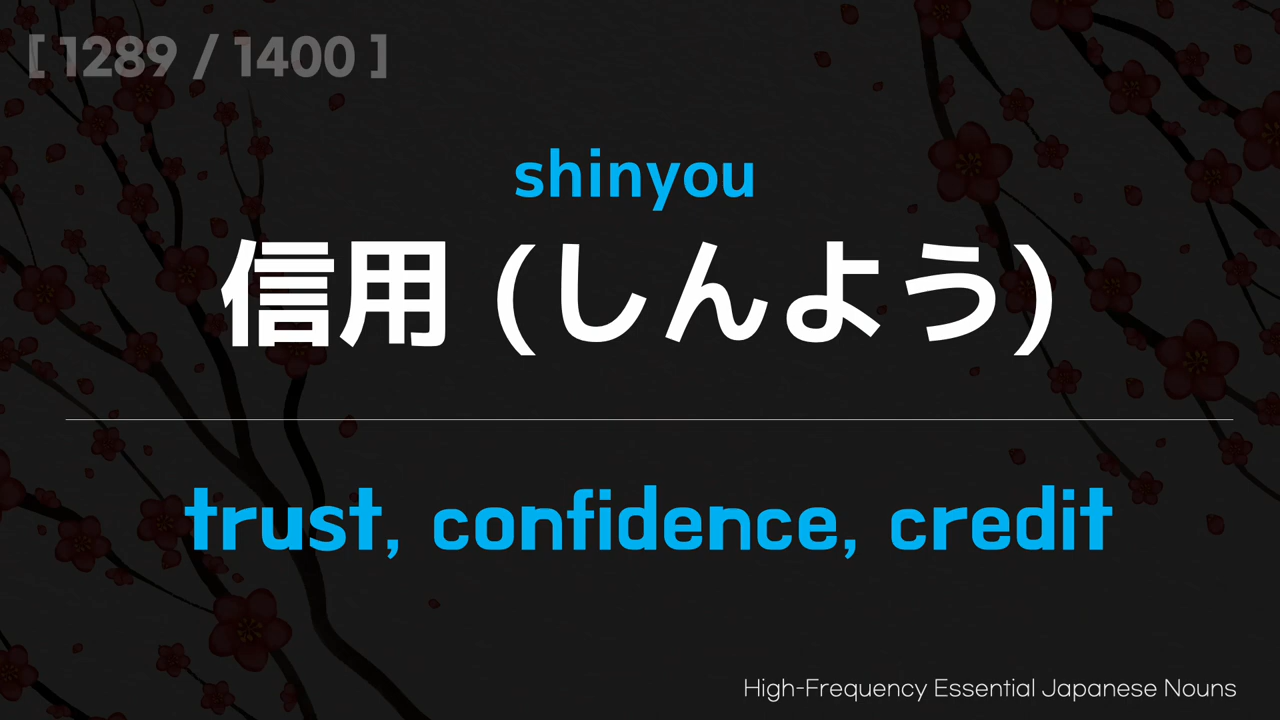 [ 1289 / 1400 ]
shinyou
信用 (しんよう)
trust, confidence, credit
High-Frequency Essential Japanese Nouns